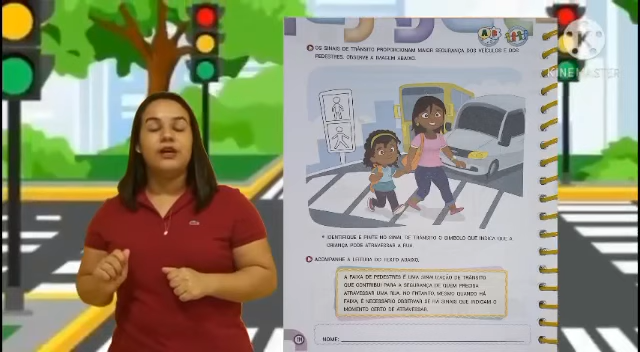 OS SINAIS DE TRÂNSITO PROPORCIONAM MAIOR SEGURANÇA DOS VEÍCULOS E DOS
PEDESTRES. OBSERVE A IMAGEM ABAIXO.
* IDENTIFIQUE E PINTE NO SINAL DE TRÂNSITO O SÍMBOLO QUE INDICA QUE A
CRIANÇA PODE ATRAVESSAR A RUA.
ACOMPANHE A LEITURA DO TEXTO ABAIXO.
A FAIXA DE PEDESTRES É UMA SINALIZAÇÃO DE TRÂNSITO
QUE CONTRIBUI PARA A SEGURANÇA DE QUEM PRECISA
ATRAVESSAR UMA RUA. NO ENTANTO, MESMO QUANDO HÁ
FAIXA, É NECESSÁRIO OBSERVAR SE HÁ SINAIS QUE INDICAM O
MOMENTO CERTO DE ATRAVESSAR.
NOME:
K
KINEMASTER